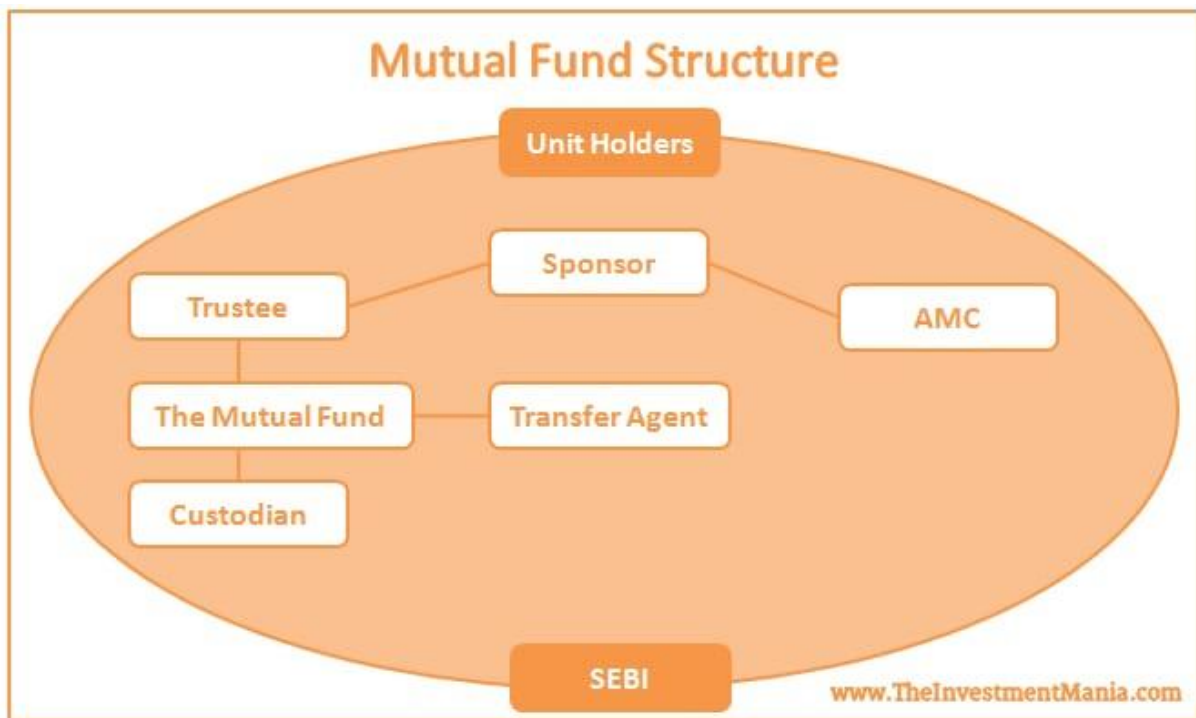 Mutual Fund Structure
Unit Holders
Sponsor
Trustee
AMC
The Mutual Fund
Transfer Agent
Custodian
SEBI
www.TheInvestmentMania.com